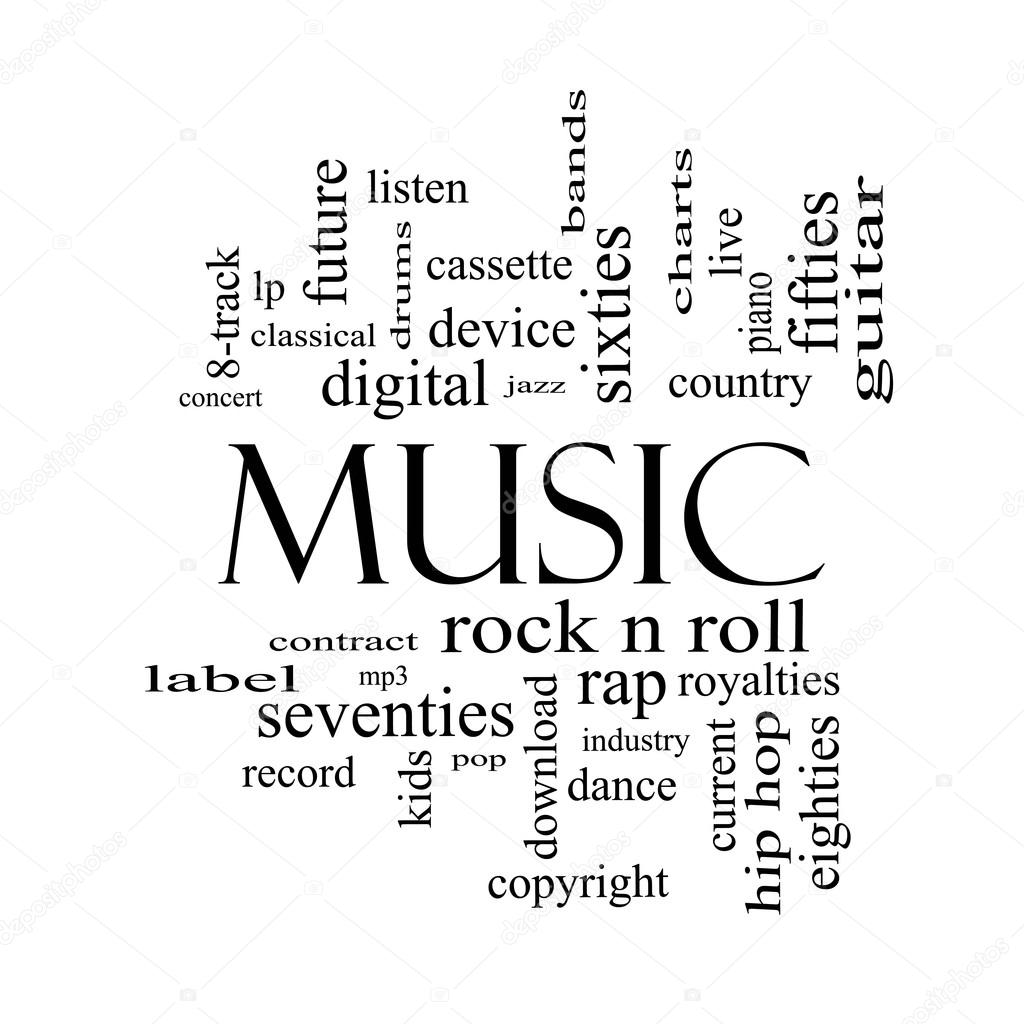 bands
charts
future
listen
guitar
fifties
live
drums
sixties
8-track
lp
cassette
piano
classical
device
concert
digital
jazz
country
MUSIC
contract
rock n roll
label
mp3
rap
royalties
seventies
download
industry
current
hip hop
eighties
record
kids
pop
dance
copyright
depositphotos